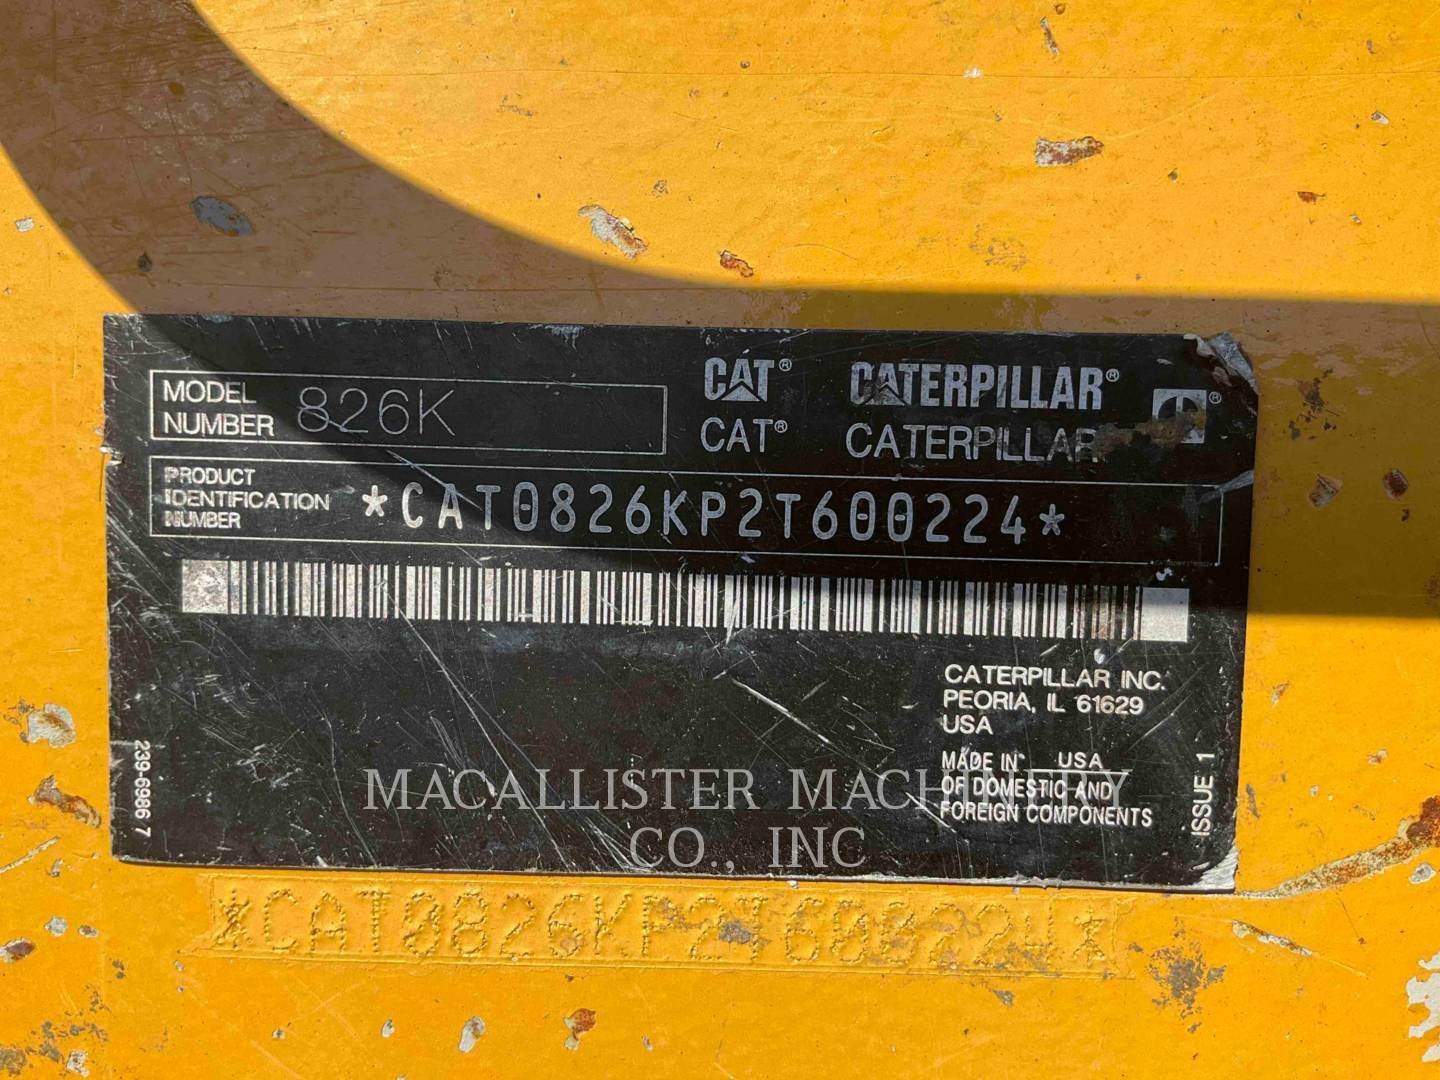 MODEL NUMBER 826K
CAT® CATERPILLAR® ®
CAT® CATERPILLAR
PRODUCT IDENTIFICATION NUMBER *CAT0826KP2T600224*
CATERPILLAR INC.
PEORIA, IL 61629
USA
MADE IN USA
OF DOMESTIC AND
FOREIGN COMPONENTS
ISSUE 1
239-6986 7
MACALLISTER MACHINERY
CO., INC
*CAT0826KP2T600224*